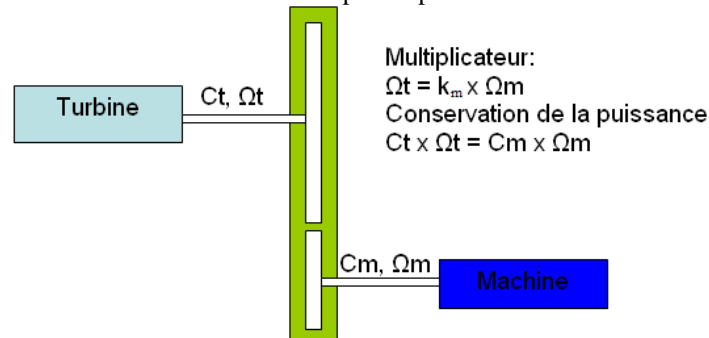 Multiplicateur:
Ωt = km x Ωm
Conservation de la puissance
Ct x Ωt = Cm x Ωm
Turbine
Ct, Ωt
Cm, Ωm
Machine